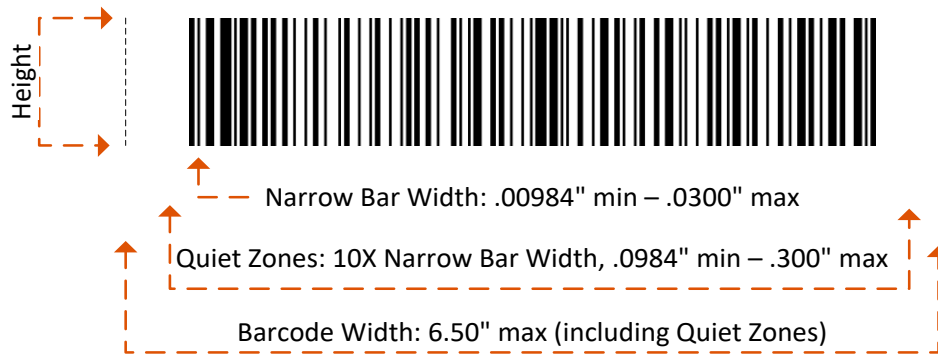 Height
Narrow Bar Width: .00984" min – .0300" max
Quiet Zones: 10X Narrow Bar Width, .0984" min – .300" max
Barcode Width: 6.50" max (including Quiet Zones)